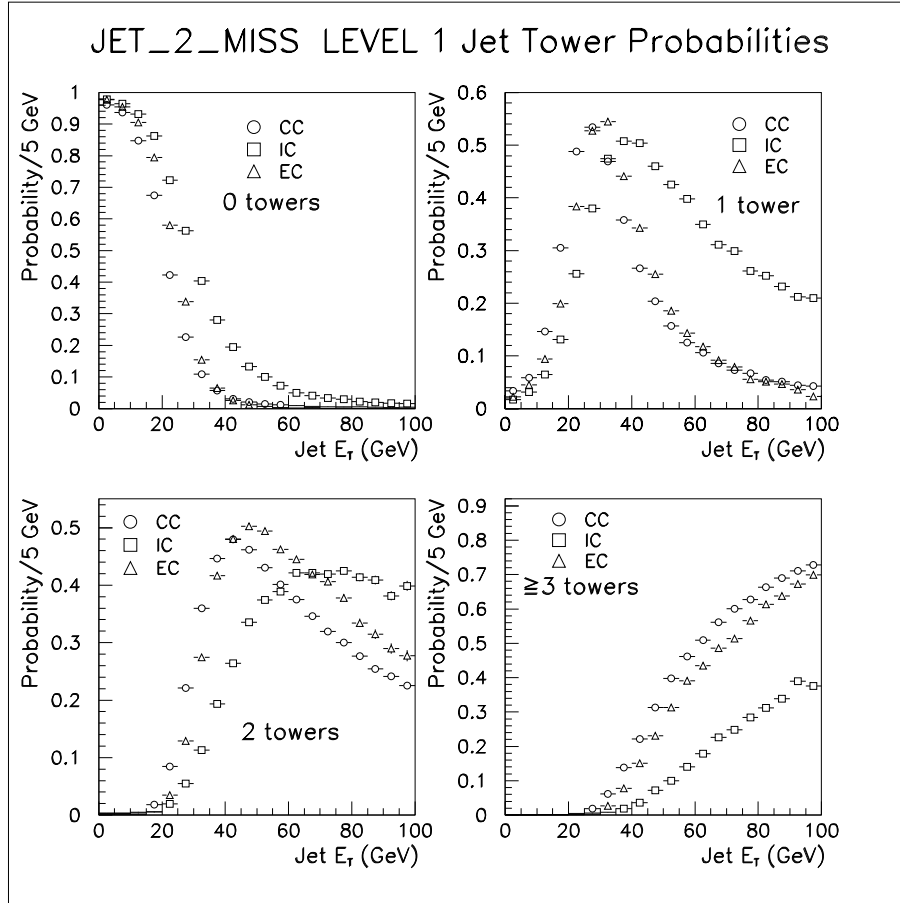 JET_2_MISS LEVEL 1 Jet Tower Probabilities
Probability/5 GeV
1
0.9
0.8
0.7
0.6
0.5
0.4
0.3
0.2
0.1
0
CC
IC
EC
0 towers
0 20 40 60 80 100
Jet E_T (GeV)
Probability/5 GeV
0.6
0.5
0.4
0.3
0.2
0.1
0
CC
IC
EC
1 tower
0 20 40 60 80 100
Jet E_T (GeV)
Probability/5 GeV
0.5
0.4
0.3
0.2
0.1
0
CC
IC
EC
2 towers
0 20 40 60 80 100
Jet E_T (GeV)
Probability/5 GeV
0.9
0.8
0.7
0.6
0.5
0.4
0.3
0.2
0.1
0
CC
IC
EC
≧3 towers
0 20 40 60 80 100
Jet E_T (GeV)